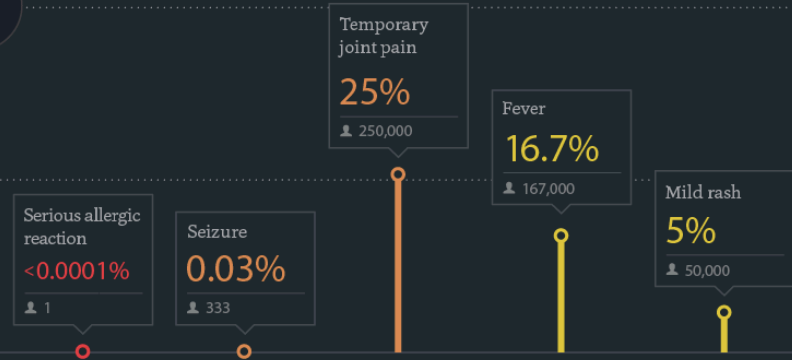 Temporary
joint pain
25%
250,000
Fever
16.7%
167,000
Mild rash
5%
50,000
Serious allergic
reaction
<0.0001%
1
Seizure
0.03%
333